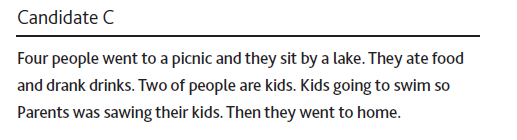 Candidate C
Four people went to a picnic and they sit by a lake. They ate food
and drank drinks. Two of people are kids. Kids going to swim so
Parents was sawing their kids. Then they went to home.